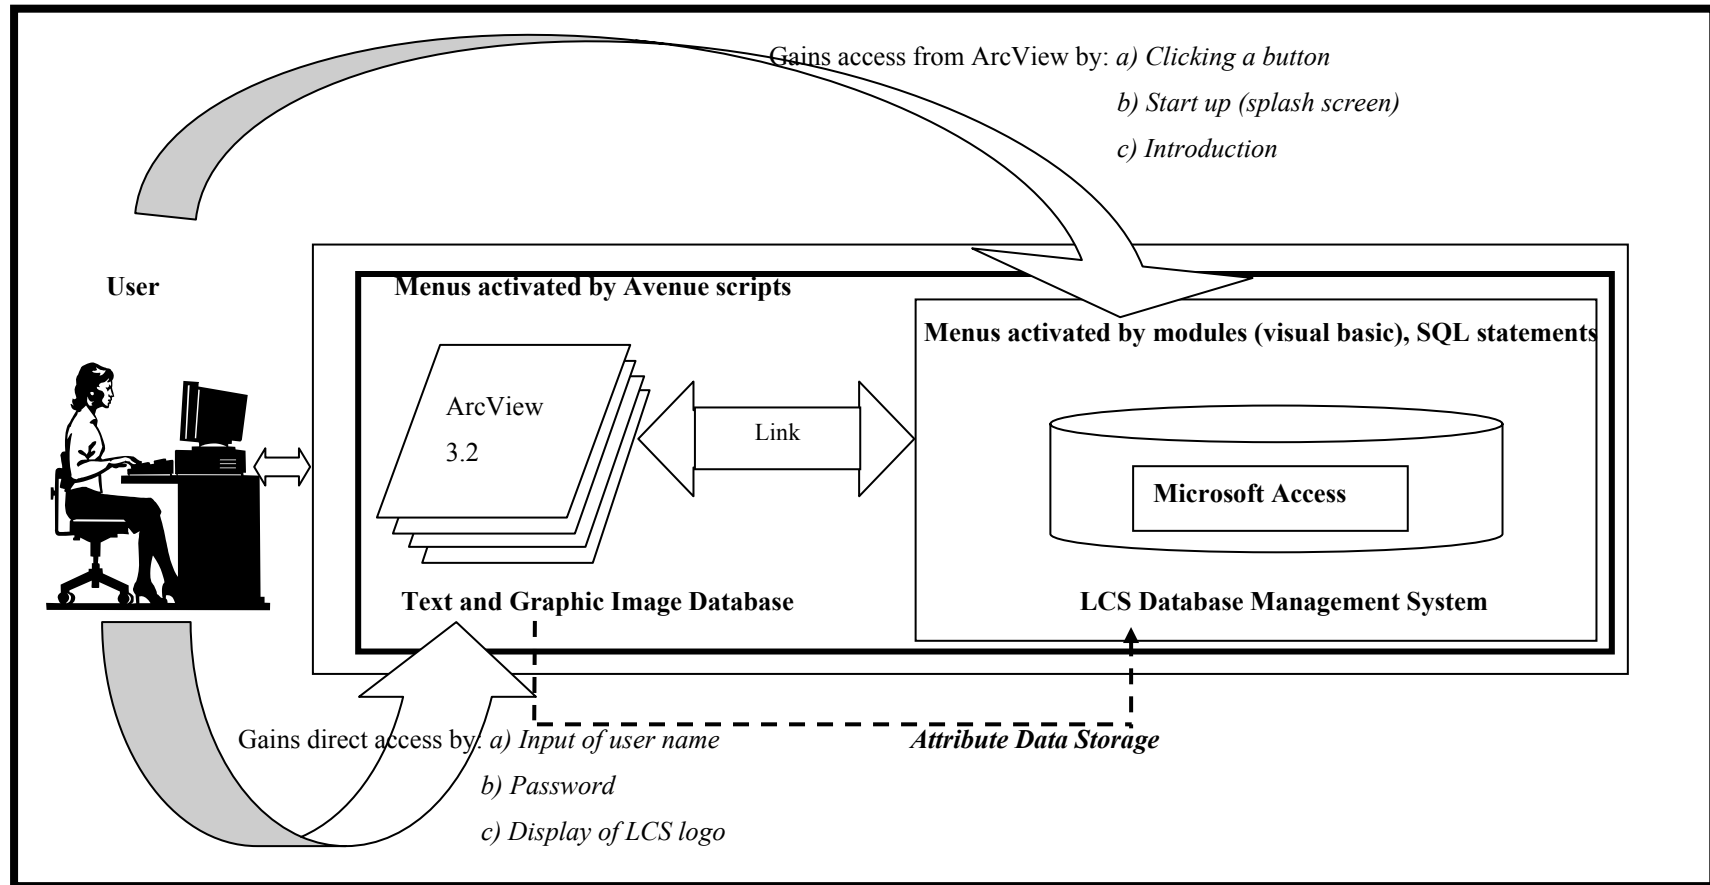 Gains access from ArcView by: a) Clicking a button
b) Start up (splash screen)
c) Introduction
User
Menus activated by Avenue scripts
Menus activated by modules (visual basic), SQL statements
ArcView
3.2
Link
Microsoft Access
Text and Graphic Image Database
LCS Database Management System
Gains direct access by: a) Input of user name
b) Password
c) Display of LCS logo
Attribute Data Storage